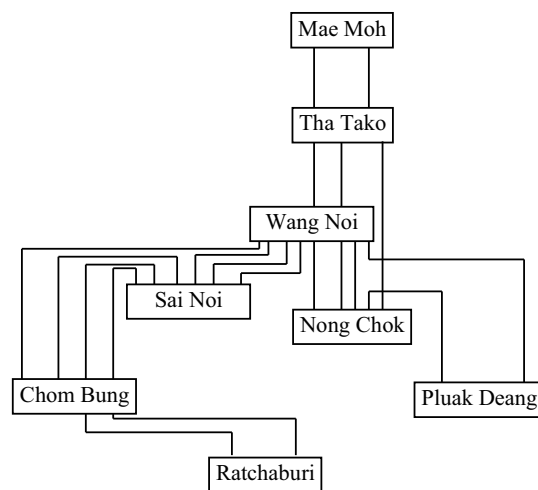 Mae Moh
Tha Tako
Wang Noi
Sai Noi
Nong Chok
Chom Bung
Pluak Deang
Ratchaburi